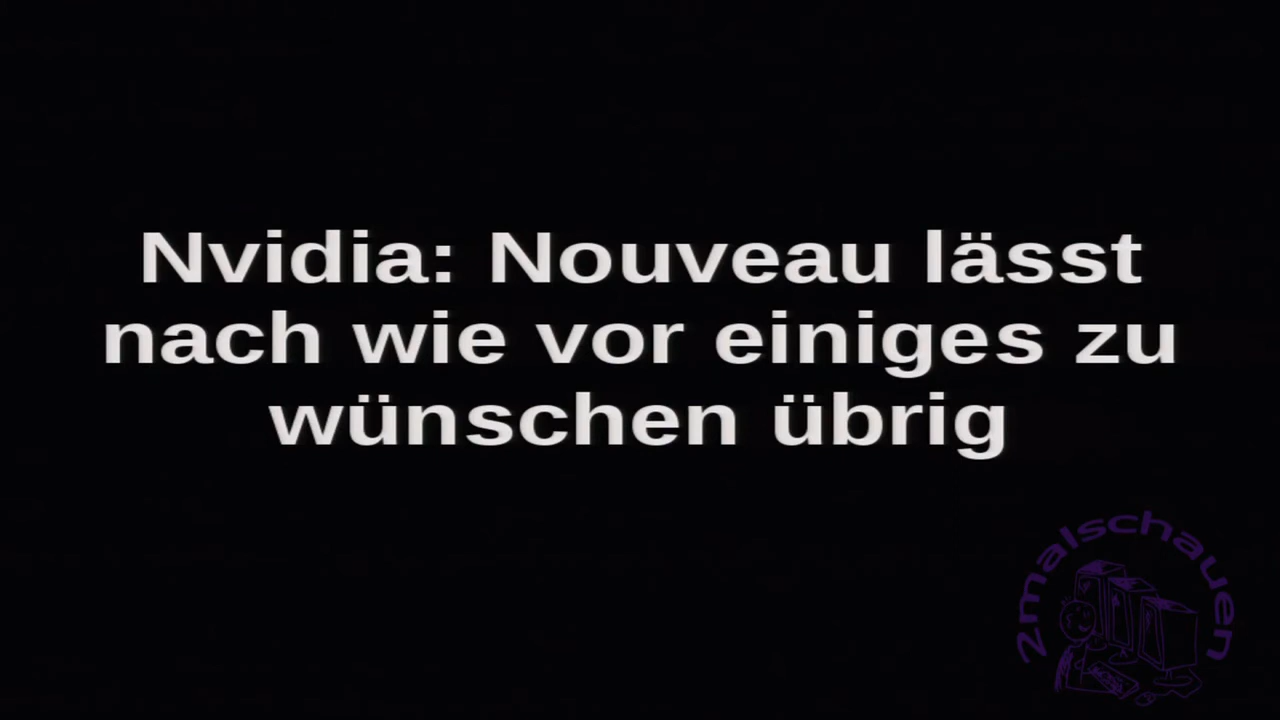 Nvidia: Nouveau lässt
nach wie vor einiges zu
wünschen übrig
2malschauen